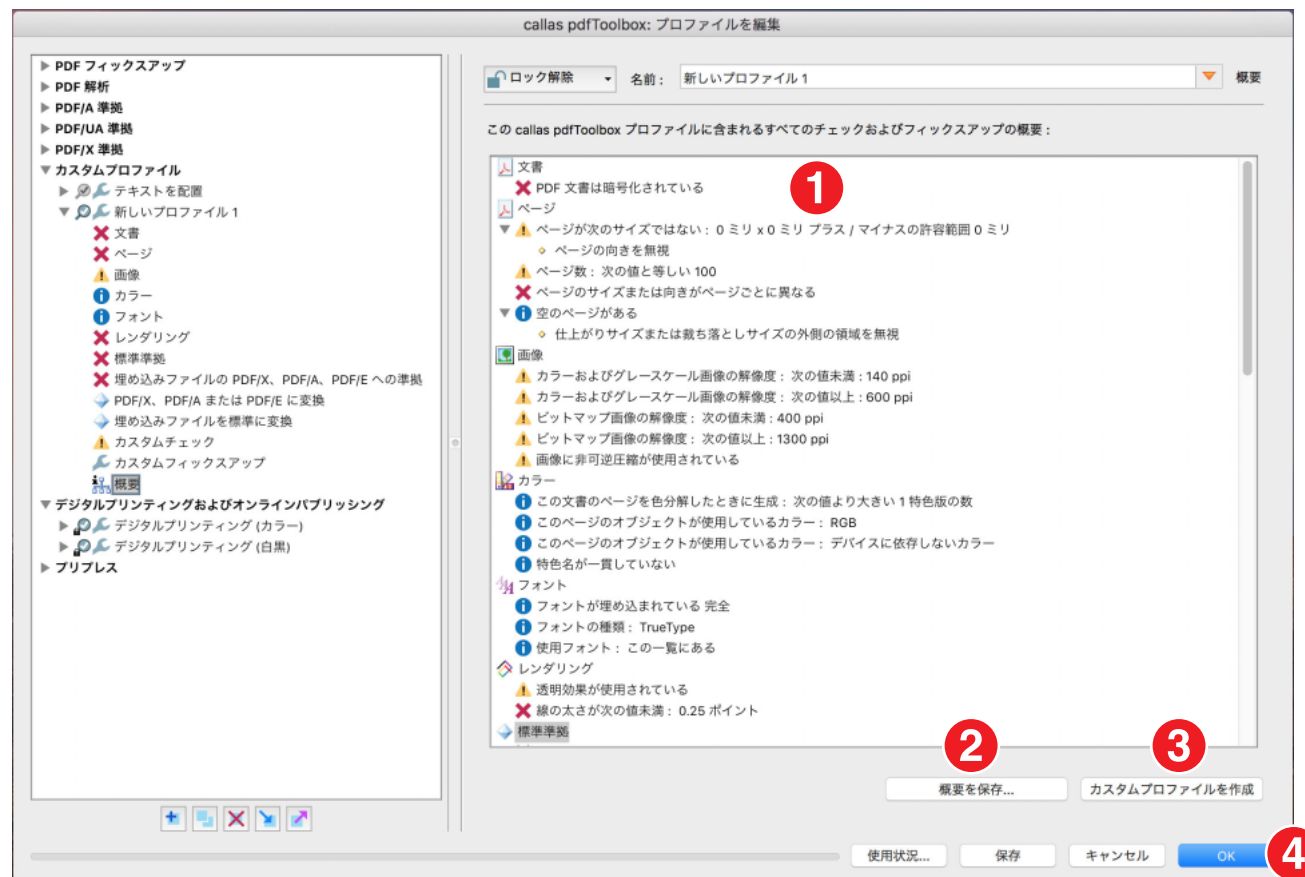 callas pdfToolbox: プロファイルを編集
PDF フィックスアップ
PDF 解析
PDF/A 準拠
PDF/UA 準拠
PDF/X 準拠
カスタムプロファイル
テキストを配置
新しいプロファイル 1
文書
ページ
画像
カラー
フォント
レンダリング
標準準拠
埋め込みファイルの PDF/X、PDF/A、PDF/E への準拠
PDF/X、PDF/A または PDF/E に変換
埋め込みファイルを標準に変換
カスタムチェック
カスタムフィックスアップ
概要
デジタルプリンティングおよびオンラインパブリッシング
デジタルプリンティング (カラー)
デジタルプリンティング (白黒)
プリプレス
ロック解除 名前 : 新しいプロファイル 1 概要
この callas pdfToolbox プロファイルに含まれるすべてのチェックおよびフィックスアップの概要 :
文書
PDF 文書は暗号化されている
1
ページ
ページが次のサイズではない : 0 ミリ x 0 ミリ プラス / マイナスの許容範囲 0 ミリ
ページの向きを無視
ページ数 : 次の値と等しい 100
ページのサイズまたは向きがページごとに異なる
空のページがある
仕上がりサイズまたは裁ち落としサイズの外側の領域を無視
画像
カラーおよびグレースケール画像の解像度 : 次の値未満 : 140 ppi
カラーおよびグレースケール画像の解像度 : 次の値以上 : 600 ppi
ビットマップ画像の解像度 : 次の値未満 : 400 ppi
ビットマップ画像の解像度 : 次の値以上 : 1300 ppi
画像に非可逆圧縮が使用されている
カラー
この文書のページを色分解したときに生成 : 次の値より大きい 1 特色版の数
このページのオブジェクトが使用しているカラー : RGB
このページのオブジェクトが使用しているカラー : デバイスに依存しないカラー
特色名が一貫していない
フォント
フォントが埋め込まれている 完全
フォントの種類 : TrueType
使用フォント : この一覧にある
レンダリング
透明効果が使用されている
線の太さが次の値未満 : 0.25 ポイント
標準準拠
2 3
概要を保存... カスタムプロファイルを作成
使用状況... 保存 キャンセル OK 4